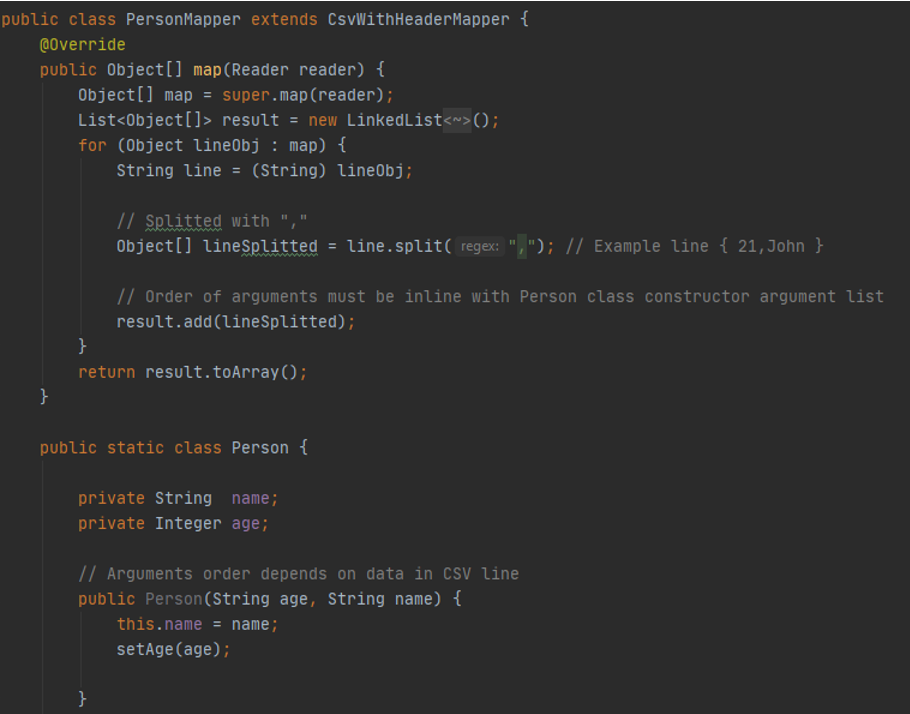 public class PersonMapper extends CsvWithHeaderMapper {
@Override
public Object[] map(Reader reader) {
Object[] map = super.map(reader);
List<Object[]> result = new LinkedList<~>();
for (Object lineObj : map) {
String line = (String) lineObj;
// Splitted with ","
Object[] lineSplitted = line.split( regex: ","); // Example line { 21,John }
// Order of arguments must be inline with Person class constructor argument list
result.add(lineSplitted);
}
return result.toArray();
}
public static class Person {
private String name;
private Integer age;
// Arguments order depends on data in CSV line
public Person(String age, String name) {
this.name = name;
setAge(age);
}